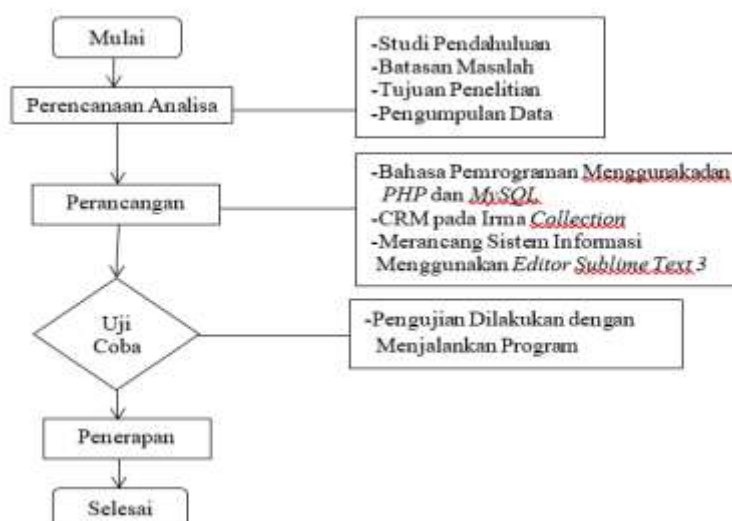 Mulai
-Studi Pendahuluan
-Batasan Masalah
-Tujuan Penelitian
-Pengumpulan Data
Perencanaan Analisa
-Bahasa Pemrograman Menggunakadan
PHP dan MySQL
-CRM pada Irma Collection
-Merancang Sistem Informasi
Menggunakan Editor Sublime Text 3
Perancangan
Uji
Coba
-Pengujian Dilakukan dengan
Menjalankan Program
Penerapan
Selesai